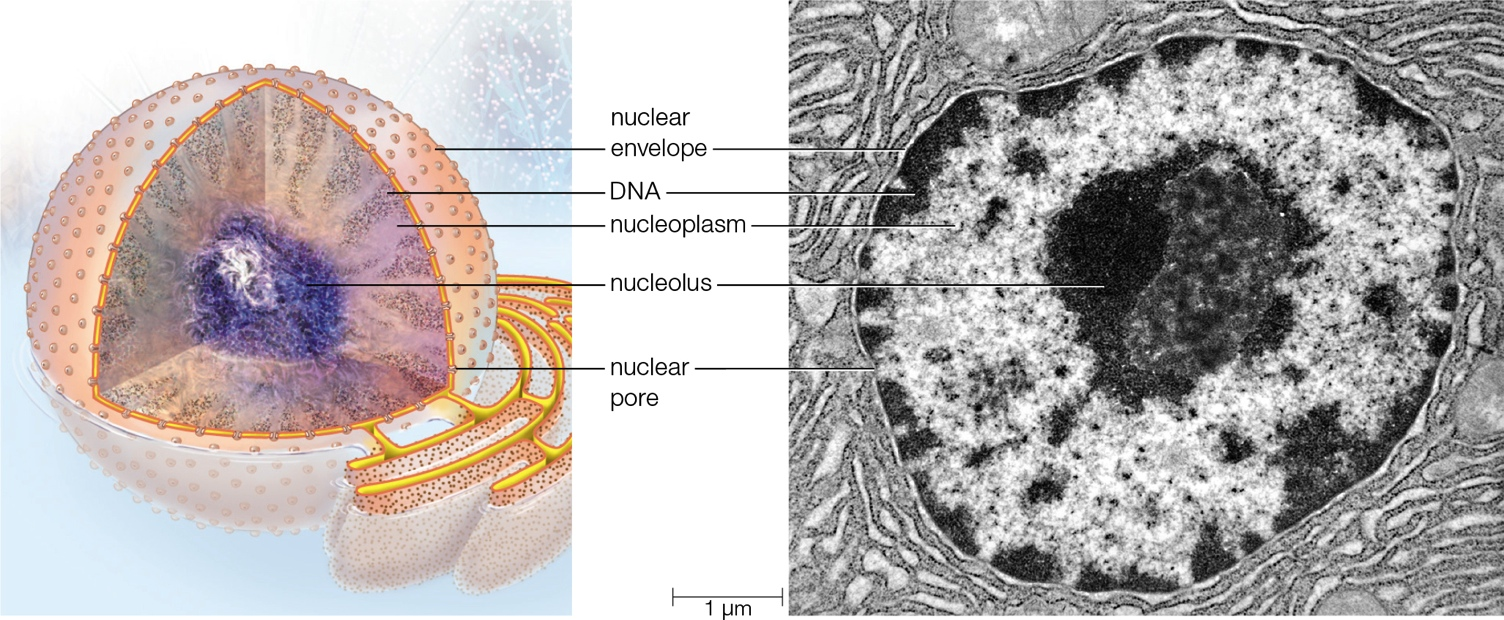 nuclear
envelope
DNA
nucleoplasm
nucleolus
nuclear
pore
1 µm